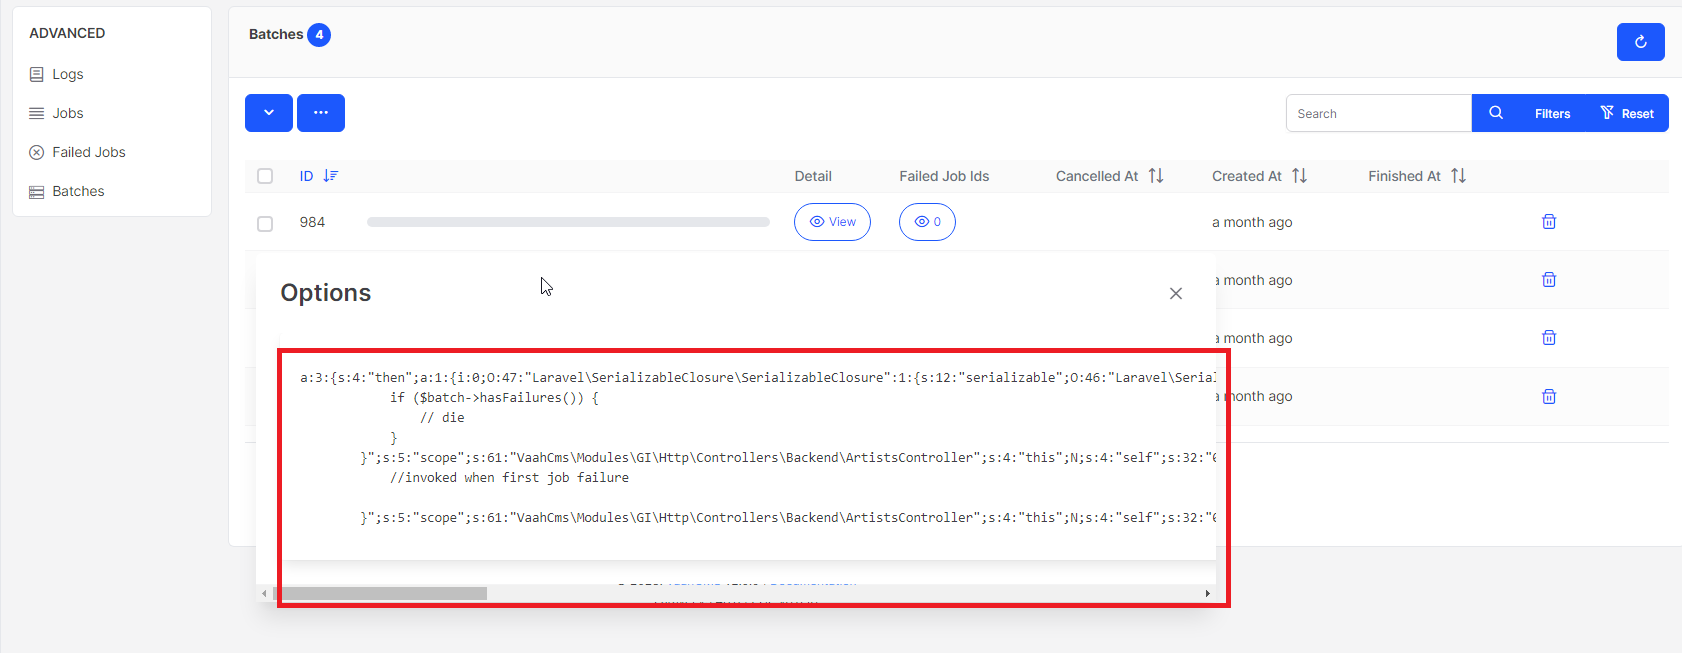 ADVANCED
Logs
Jobs
Failed Jobs
Batches
Batches 4
Search
Filters
Reset
ID
Detail
Failed Job Ids
Cancelled At
Created At
Finished At
984
View
0
a month ago
Options
a month ago
a month ago
a month ago
a:3:{s:4:"then";a:1:{i:0;O:47:"Laravel\SerializableClosure\SerializableClosure":1:{s:12:"serializable";O:46:"Laravel\Serial
if ($batch->hasFailures()) {
// die
}
}";s:5:"scope";s:61:"VaahCms\Modules\GI\Http\Controllers\Backend\ArtistsController";s:4:"this";N;s:4:"self";s:32:"
//invoked when first job failure
}";s:5:"scope";s:61:"VaahCms\Modules\GI\Http\Controllers\Backend\ArtistsController";s:4:"this";N;s:4:"self";s:32:"